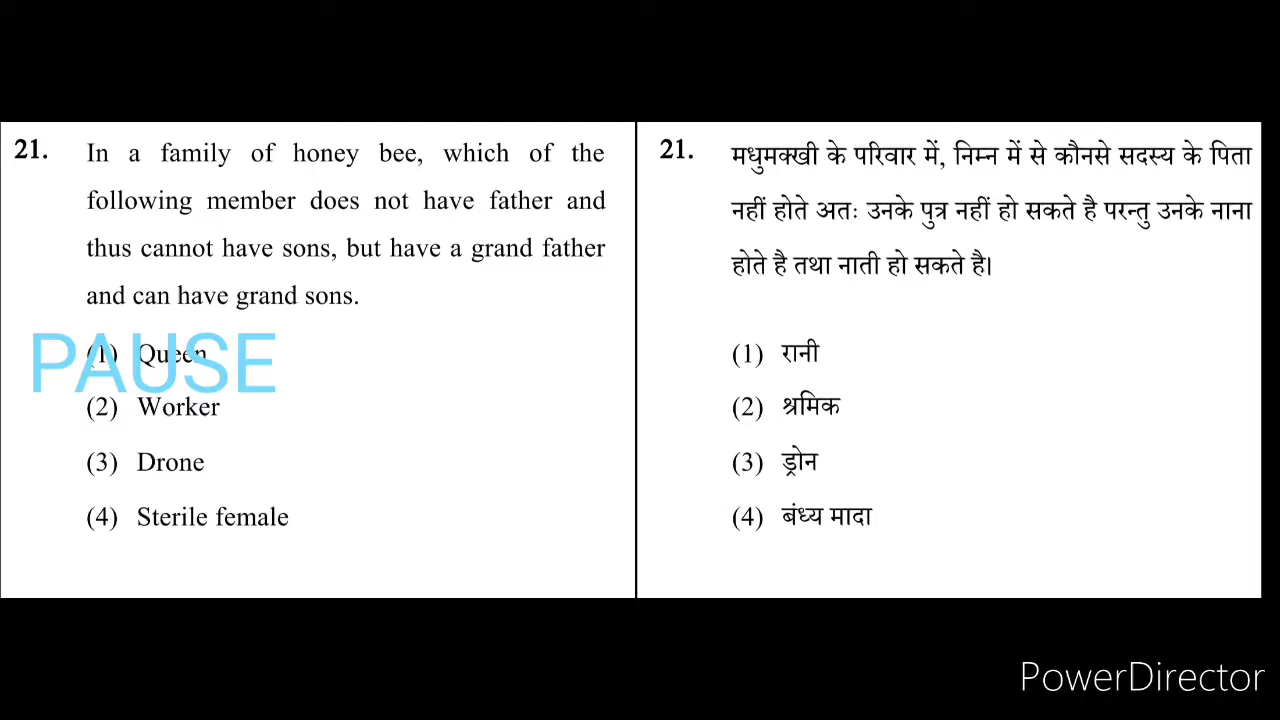 21. In a family of honey bee, which of the
following member does not have father and
thus cannot have sons, but have a grand father
and can have grand sons.
PAUSE
(1) Queen
(2) Worker
(3) Drone
(4) Sterile female
21. मधुमक्खी के परिवार में, निम्न में से कौनसे सदस्य के पिता
नहीं होते अतः उनके पुत्र नहीं हो सकते है परन्तु उनके नाना
होते है तथा नाती हो सकते है।
(1) रानी
(2) श्रमिक
(3) ड्रोन
(4) बंध्य मादा
PowerDirector